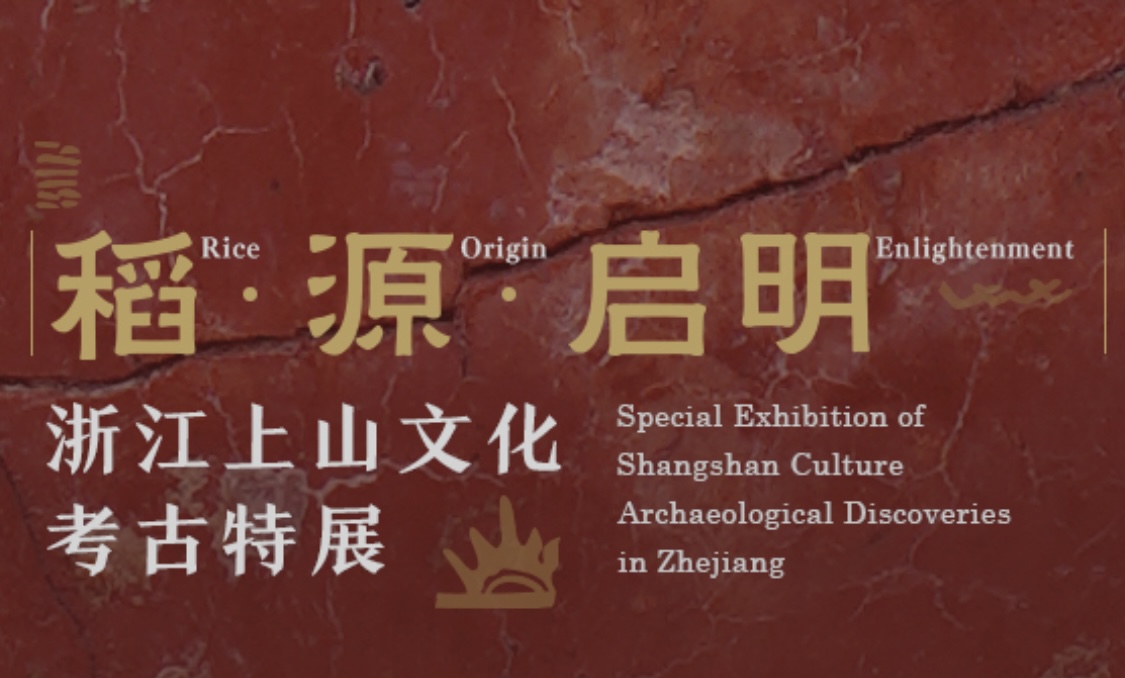 稻·源·启明
Rice Origin Enlightenment
浙江上山文化
考古特展
Special Exhibition of
Shangshan Culture
Archaeological Discoveries
in Zhejiang